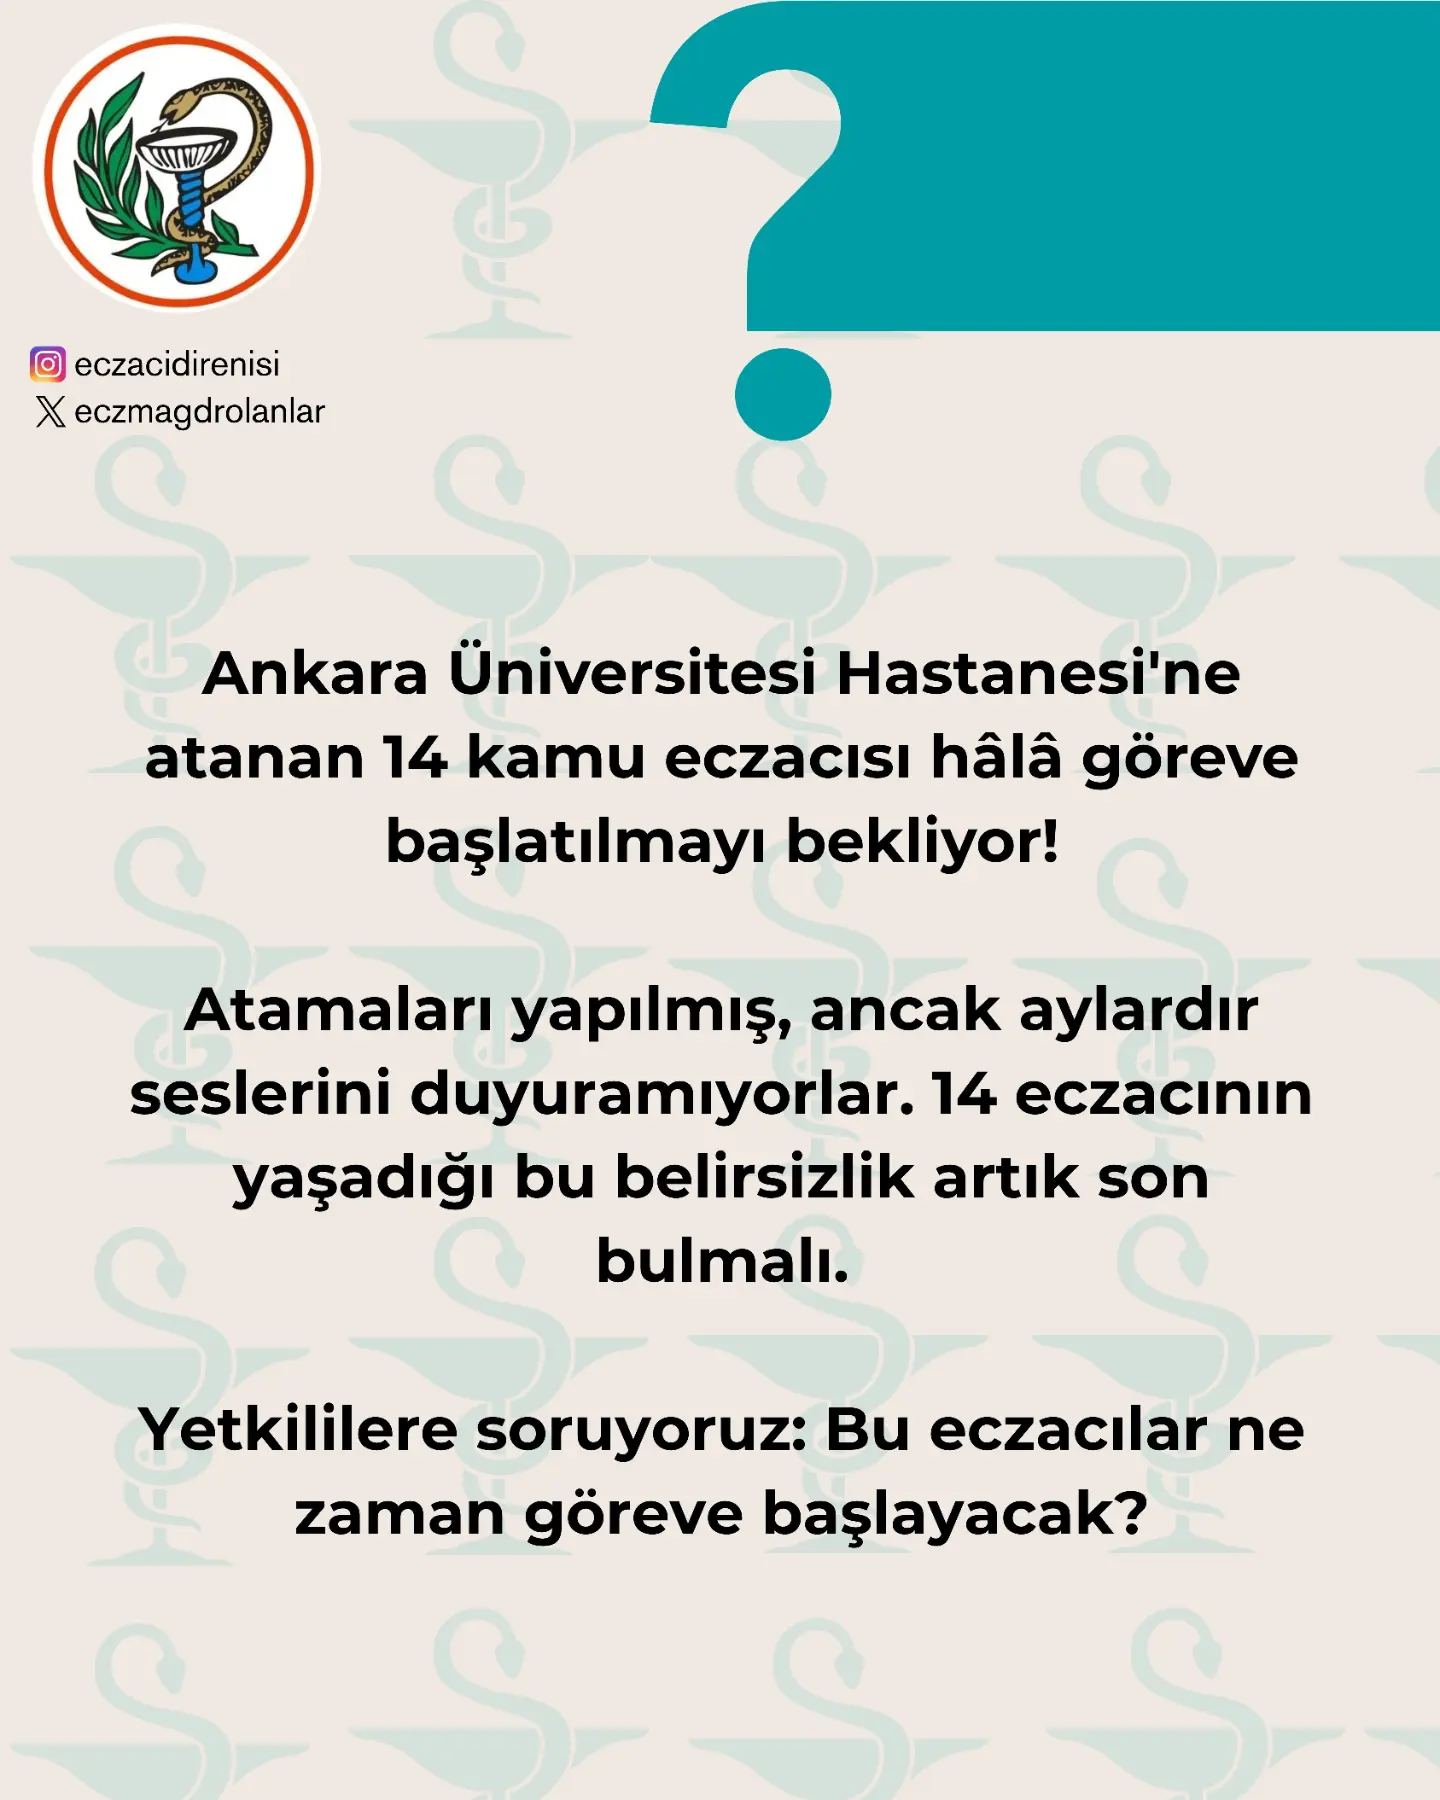 eczacidirenisi
eczmagdrolanlar
Ankara Üniversitesi Hastanesi'ne
atanan 14 kamu eczacısı hâlâ göreve
başlatılmayı bekliyor!
Atamaları yapılmış, ancak aylardır
seslerini duyuramıyorlar. 14 eczacının
yaşadığı bu belirsizlik artık son
bulmalı.
Yetkililere soruyoruz: Bu eczacılar ne
zaman göreve başlayacak?